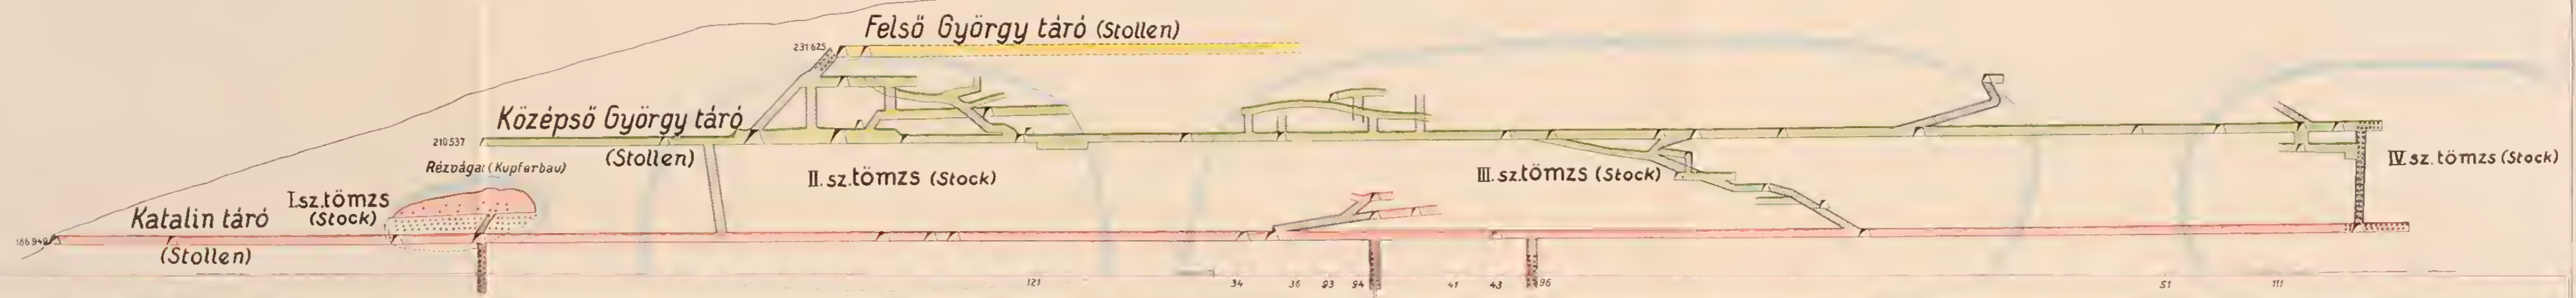 Felső György táró (Stollen)
231·625
Középső György táró
(Stollen)
210·537
Rézvágat (Kupferbau)
II. sz. tömzs (Stock)
III. sz. tömzs (Stock)
IV. sz. tömzs (Stock)
I. sz. tömzs
(Stock)
Katalin táró
(Stollen)
186·949
121 34 36 93 94 41 43 96 51 111